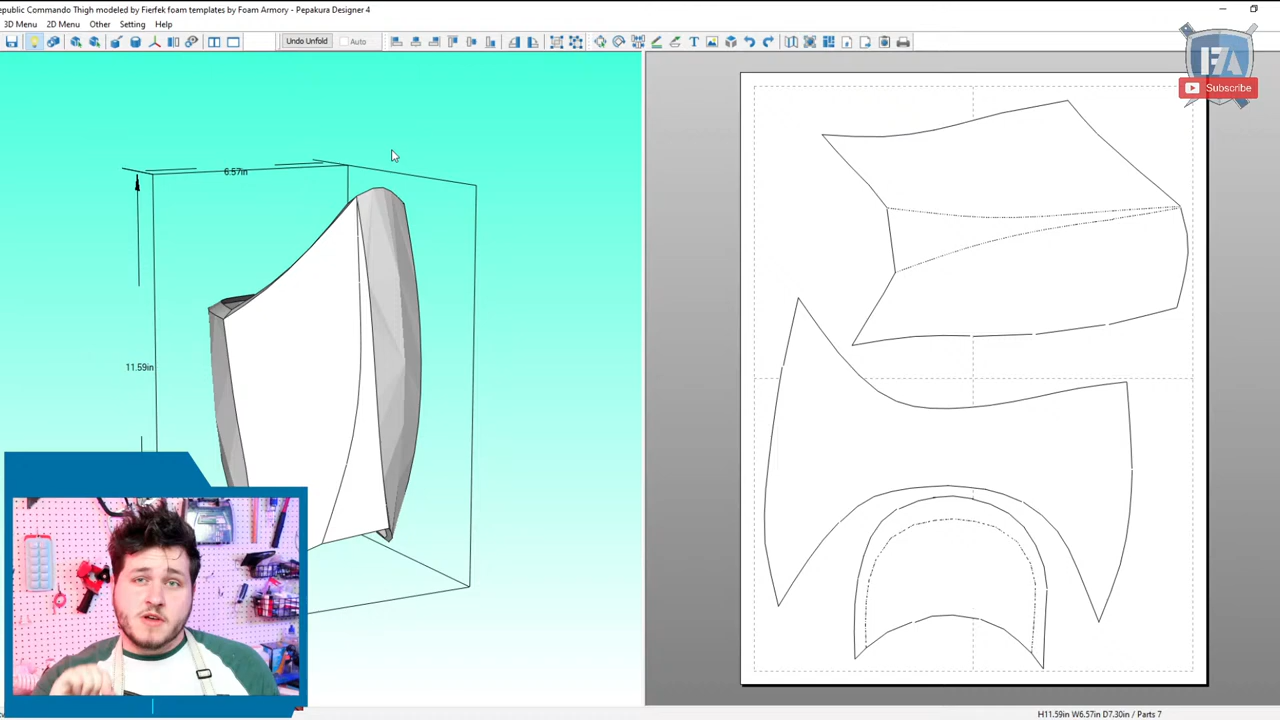 epublic Commando Thigh modeled by Fierfek foam templates by Foam Armory - Pepakura Designer 4
3D Menu 2D Menu Other Setting Help
Undo Unfold Auto
FA
Subscribe
6.57in
11.59in
H11.59in W6.57in D7.30in / Parts 7